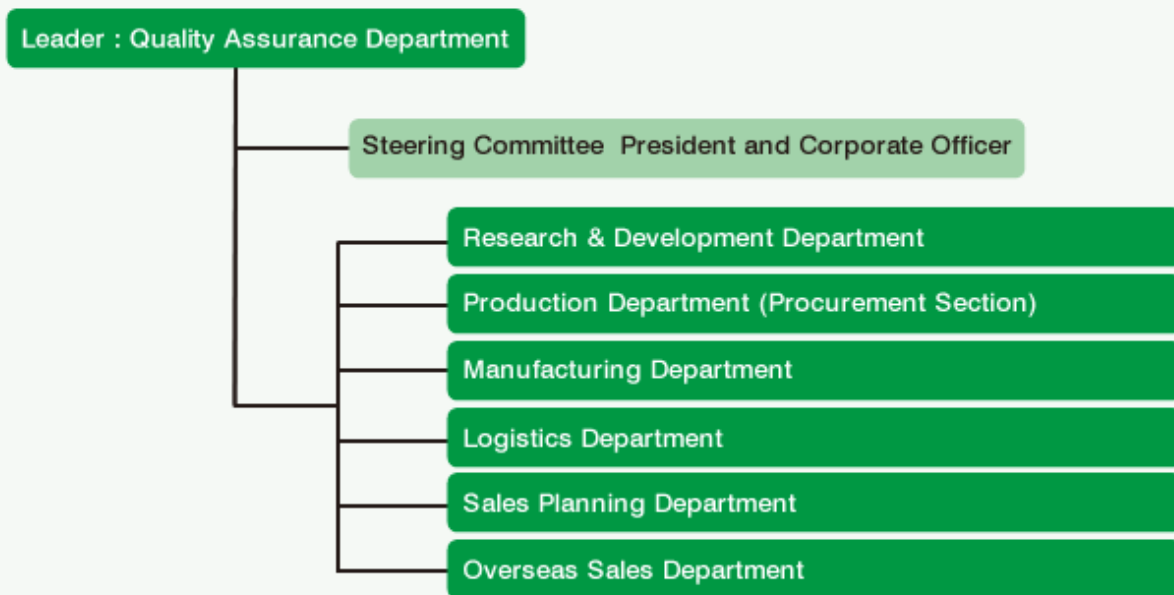 Leader : Quality Assurance Department
Steering Committee  President and Corporate Officer
Research & Development Department
Production Department (Procurement Section)
Manufacturing Department
Logistics Department
Sales Planning Department
Overseas Sales Department